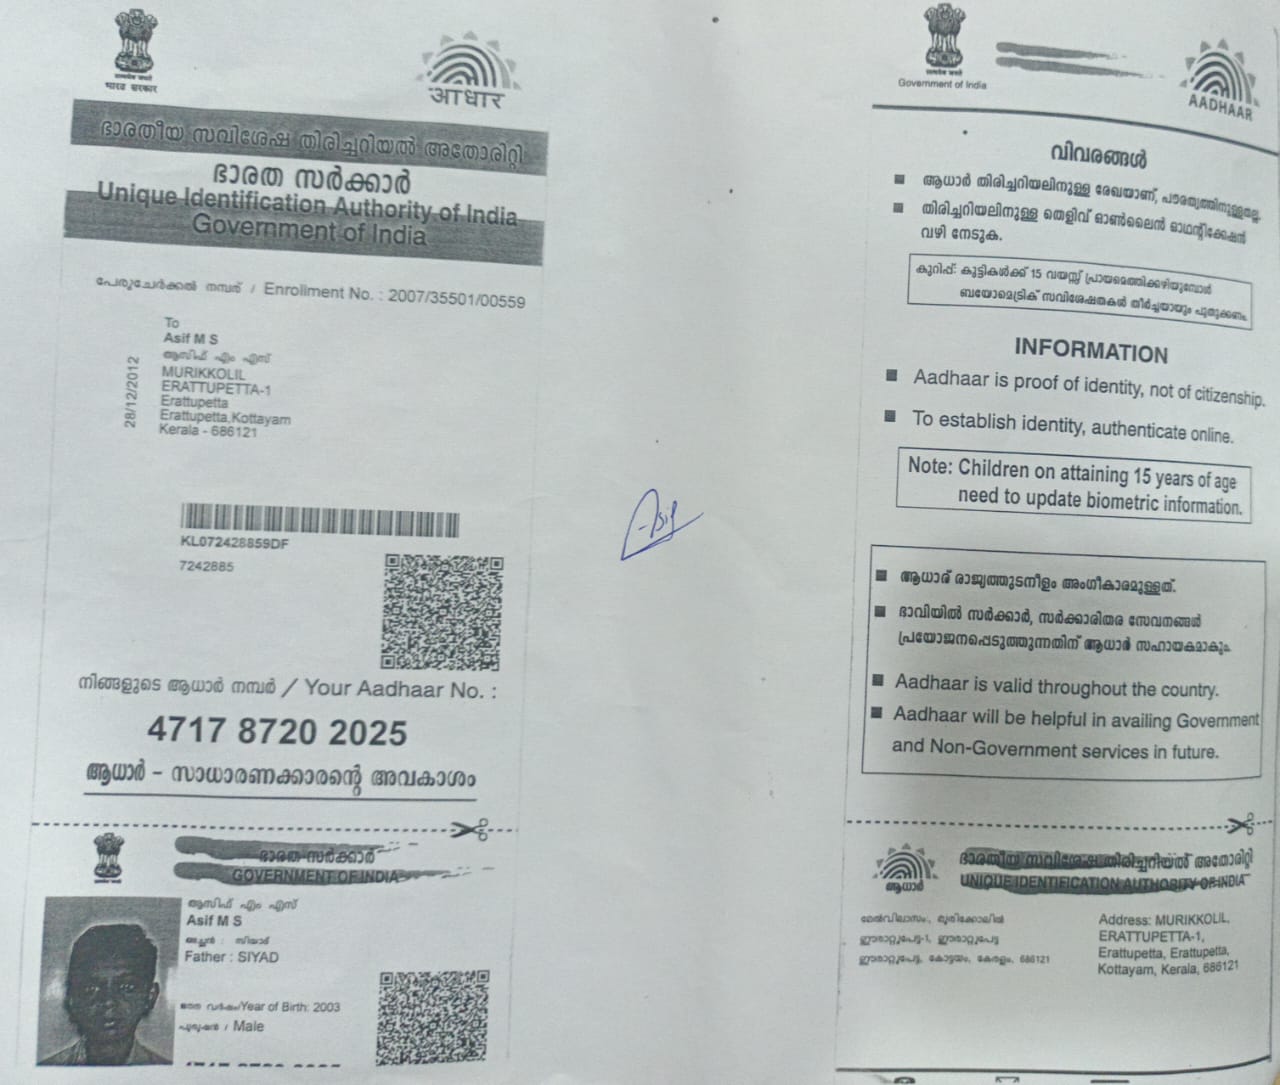 भारत सरकार
आधार
ഭാരതീയ സവിശേഷ തിരിച്ചറിയൽ അതോരിറ്റി
ഭാരത സർക്കാർ
Unique Identification Authority of India
Government of India
പേരുചേർക്കൽ നമ്പര് / Enrollment No. : 2007/35501/00559
28/12/2012
To
Asif M S
ആസിഫ് എം എസ്
MURIKKOLIL
ERATTUPETTA-1
Erattupetta
Erattupetta,Kottayam
Kerala - 686121
KL072428859DF
7242885
നിങ്ങളുടെ ആധാർ നമ്പർ / Your Aadhaar No. :
4717 8720 2025
ആധാർ – സാധാരണക്കാരന്റെ അവകാശം
ഭാരത സർക്കാർ
GOVERNMENT OF INDIA
ആസിഫ് എം എസ്
Asif M S
അച്ഛൻ : സിയാദ്
Father : SIYAD
ജനന വർഷം/Year of Birth: 2003
പുരുഷൻ / Male
Asif
Government of India
AADHAAR
വിവരങ്ങൾ
ആധാർ തിരിച്ചറിയലിനുള്ള രേഖയാണ്, പൗരത്വത്തിനുള്ളതല്ല.
തിരിച്ചറിയലിനുള്ള തെളിവ് ഓൺലൈൻ ഓഥന്റിക്കേഷൻ
വഴി നേടുക.
കുറിപ്പ്: കുട്ടികൾക്ക് 15 വയസ്സ് പ്രായമെത്തിക്കഴിയുമ്പോൾ
ബയോമെട്രിക് സവിശേഷതകൾ തീർച്ചയായും പുതുക്കണം.
INFORMATION
Aadhaar is proof of identity, not of citizenship.
To establish identity, authenticate online.
Note: Children on attaining 15 years of age
need to update biometric information.
ആധാര് രാജ്യത്തുടനീളം അംഗീകാരമുള്ളത്.
ഭാവിയിൽ സർക്കാർ, സർക്കാരിതര സേവനങ്ങൾ
പ്രയോജനപ്പെടുത്തുന്നതിന് ആധാർ സഹായകമാകും.
Aadhaar is valid throughout the country.
Aadhaar will be helpful in availing Government
and Non-Government services in future.
ആധാർ
ഭാരതീയ സവിശേഷ തിരിച്ചറിയൽ അതോരിറ്റി
UNIQUE IDENTIFICATION AUTHORITY OF INDIA
മേൽവിലാസം:, മുരിക്കോലിൽ
ഈരാറ്റുപേട്ട-1, ഈരാറ്റുപേട്ട
ഈരാറ്റുപേട്ട, കോട്ടയം, കേരളം, 686121
Address: MURIKKOLIL,
ERATTUPETTA-1,
Erattupetta, Erattupetta,
Kottayam, Kerala, 686121